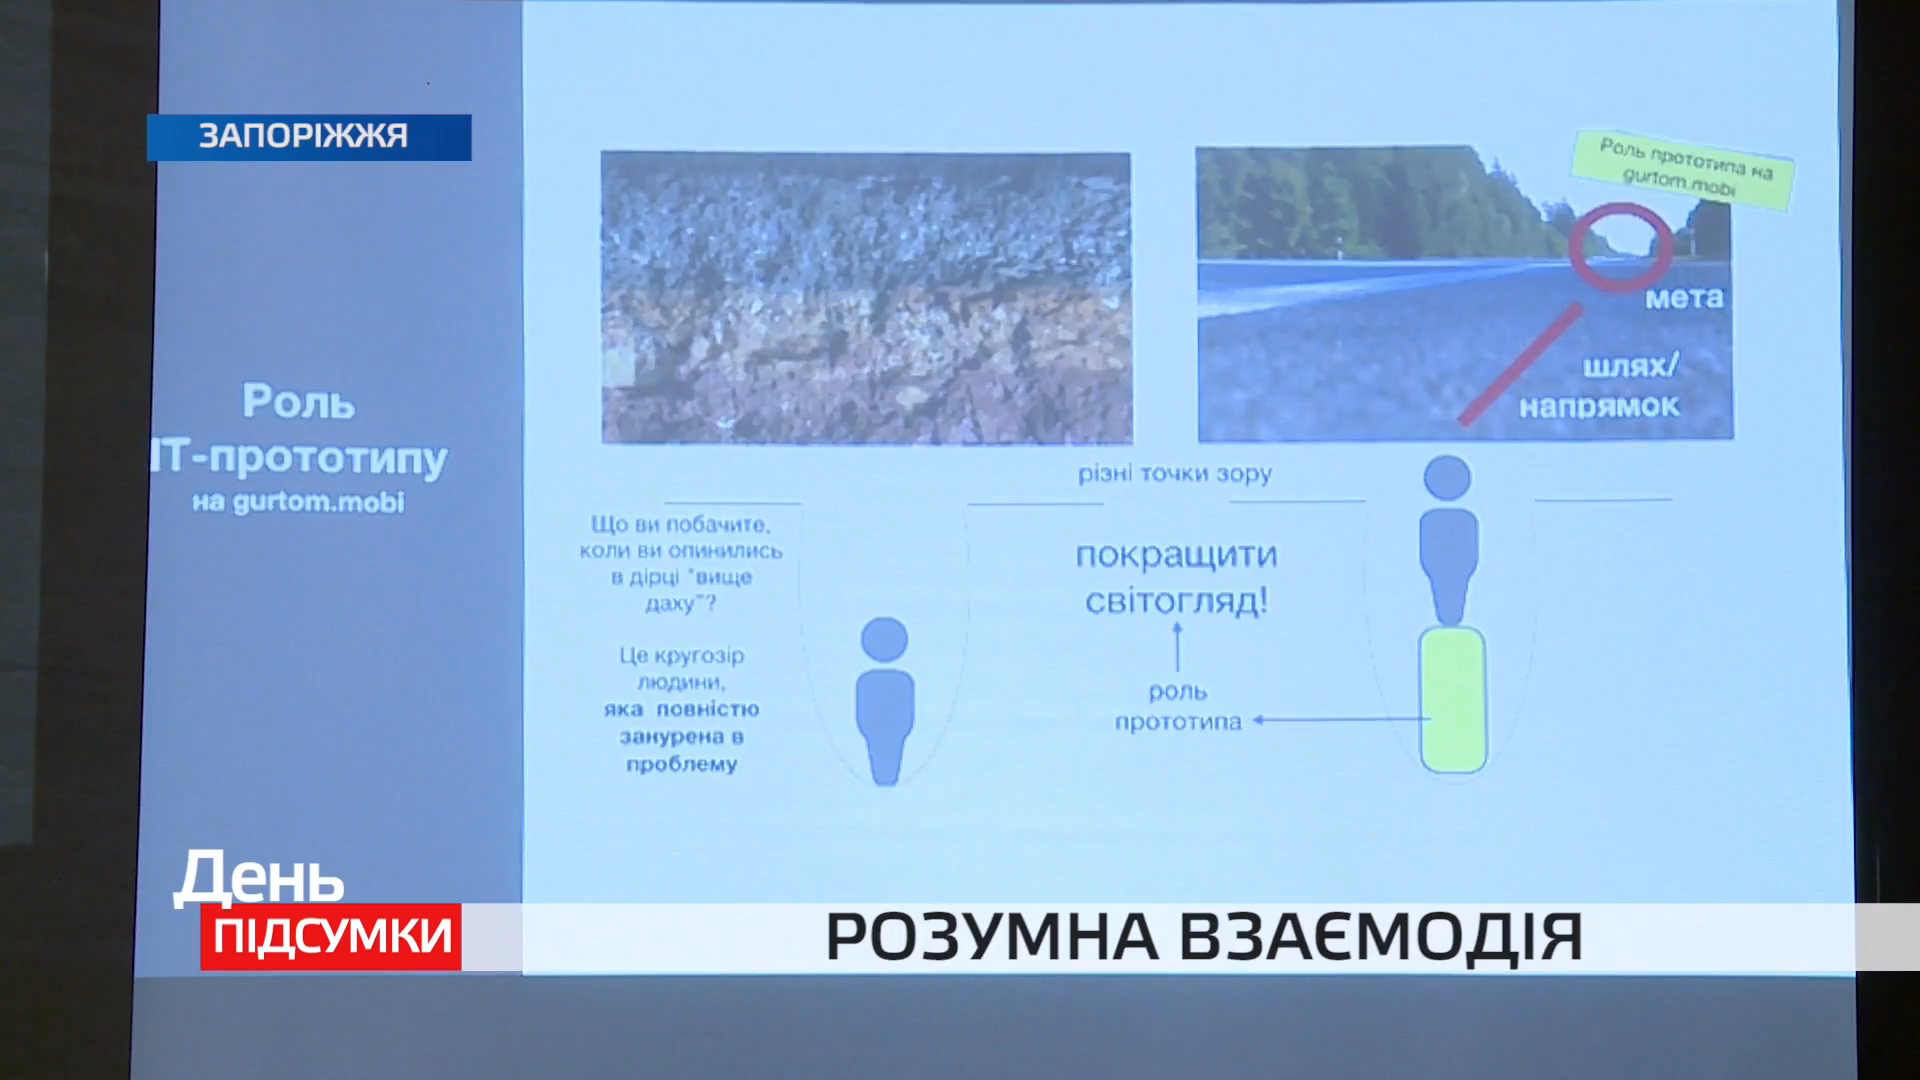 ЗАПОРІЖЖЯ
Роль
ІТ-прототипу
на gurtom.mobi
Роль прототипа на
gurtom.mobi
мета
шлях/
напрямок
різні точки зору
Що ви побачите,
коли ви опинились
в дірці "вище
даху"?
Це кругозір
людини,
яка повністю
занурена в
проблему
покращити
світогляд!
роль
прототипа
День
ПІДСУМКИ
РОЗУМНА ВЗАЄМОДІЯ